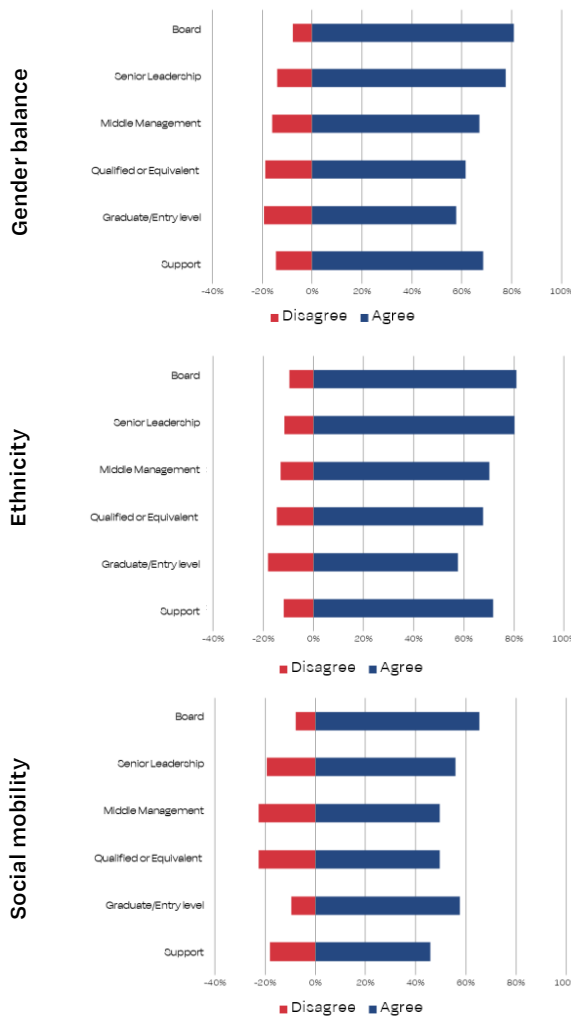 Gender balance
Board
Senior Leadership
Middle Management
Qualified or Equivalent
Graduate/Entry level
Support
-40% -20% 0% 20% 40% 60% 80% 100%
Disagree Agree
Ethnicity
Board
Senior Leadership
Middle Management
Qualified or Equivalent
Graduate/Entry level
Support
-40% -20% 0% 20% 40% 60% 80% 100%
Disagree Agree
Social mobility
Board
Senior Leadership
Middle Management
Qualified or Equivalent
Graduate/Entry level
Support
-40% -20% 0% 20% 40% 60% 80% 100
Disagree Agree